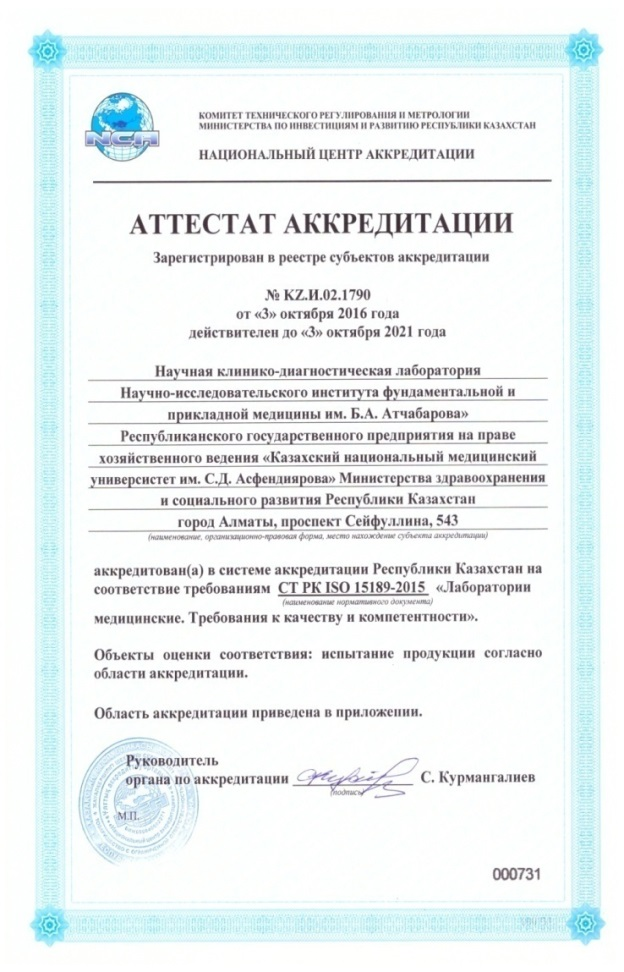 NCA
КОМИТЕТ ТЕХНИЧЕСКОГО РЕГУЛИРОВАНИЯ И МЕТРОЛОГИИ
МИНИСТЕРСТВА ПО ИНВЕСТИЦИЯМ И РАЗВИТИЮ РЕСПУБЛИКИ КАЗАХСТАН
НАЦИОНАЛЬНЫЙ ЦЕНТР АККРЕДИТАЦИИ
АТТЕСТАТ АККРЕДИТАЦИИ
Зарегистрирован в реестре субъектов аккредитации
№ KZ.И.02.1790
от «3» октября 2016 года
действителен до «3» октября 2021 года
Научная клинико-диагностическая лаборатория
Научно-исследовательского института фундаментальной и
прикладной медицины им. Б.А. Атчабарова»
Республиканского государственного предприятия на праве
хозяйственного ведения «Казахский национальный медицинский
универсистет им. С.Д. Асфендиярова» Министерства здравоохранения
и социального развития Республики Казахстан
город Алматы, проспект Сейфуллина, 543
(наименование, организационно-правовая форма, место нахождение субъекта аккредитации)
аккредитован(а) в системе аккредитации Республики Казахстан на
соответствие требованиям СТ РК ISO 15189-2015 «Лаборатории
(наименование нормативного документа)
медицинские. Требования к качеству и компетентности».
Объекты оценки соответствия: испытание продукции согласно
области аккредитации.
Область аккредитации приведена в приложении.
Руководитель
органа по аккредитации С. Курмангалиев
(подпись)
М.П.
000731